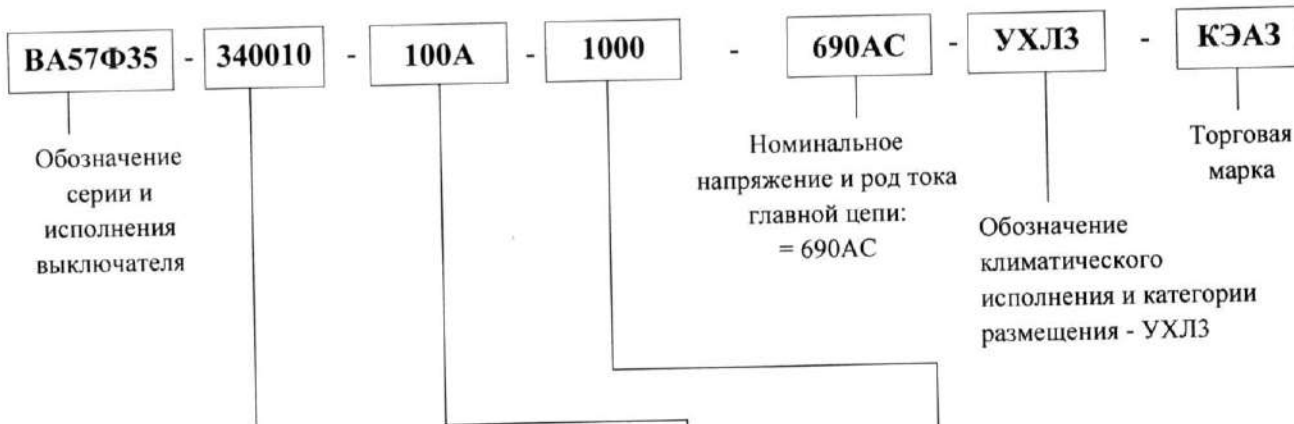 ВА57Ф35 - 340010 - 100А - 1000 - 690АС - УХЛ3 - КЭАЗ
Обозначение
серии и
исполнения
выключателя
Номинальное
напряжение и род тока
главной цепи:
= 690АС
Обозначение
климатического
исполнения и категории
размещения - УХЛ3
Торговая
марка